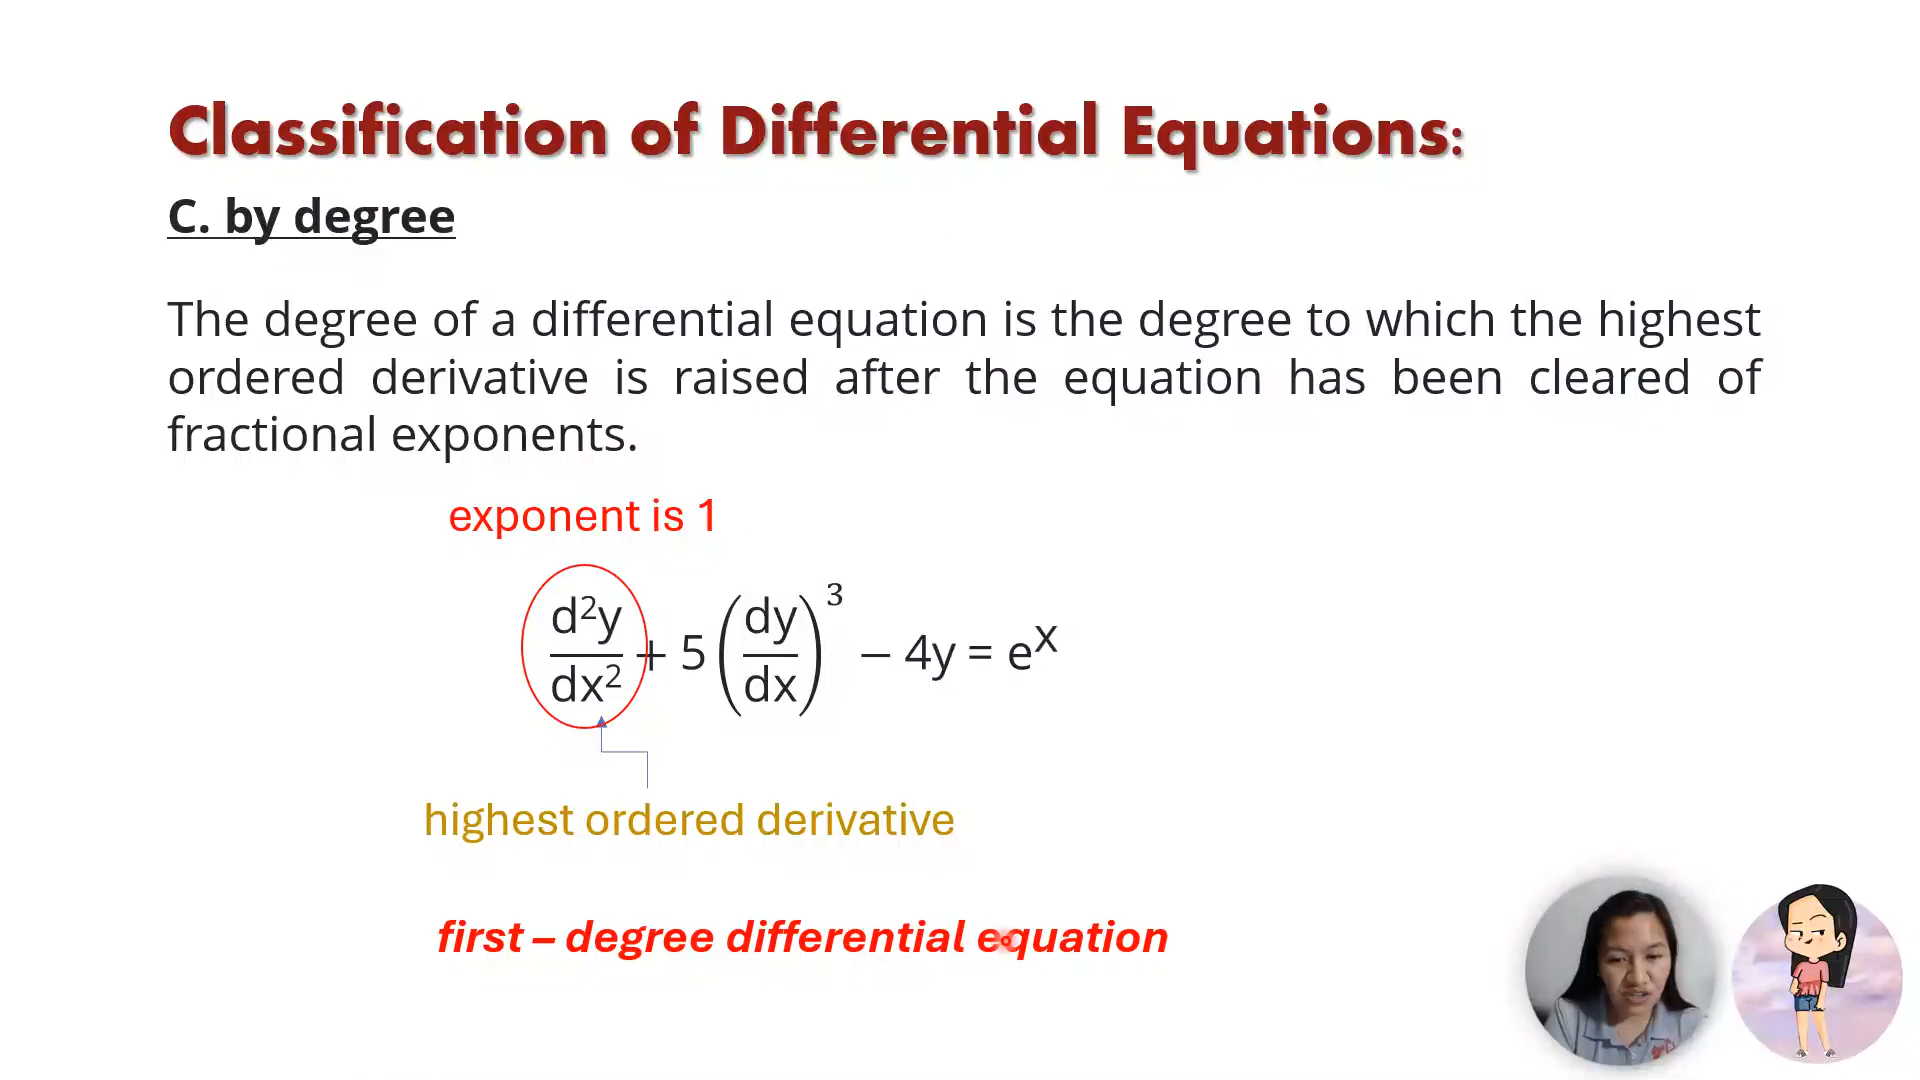 Classification of Differential Equations:
C. by degree
The degree of a differential equation is the degree to which the highest
ordered derivative is raised after the equation has been cleared of
fractional exponents.
exponent is 1
d²y/dx² + 5 (dy/dx)³ − 4y = eˣ
highest ordered derivative
first – degree differential equation